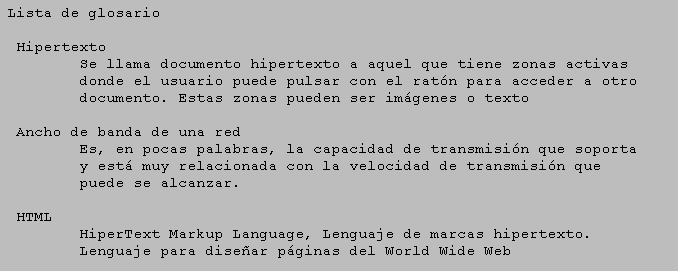 Lista de glosario
Hipertexto
Se llama documento hipertexto a aquel que tiene zonas activas
donde el usuario puede pulsar con el ratón para acceder a otro
documento. Estas zonas pueden ser imágenes o texto
Ancho de banda de una red
Es, en pocas palabras, la capacidad de transmisión que soporta
y está muy relacionada con la velocidad de transmisión que
puede se alcanzar.
HTML
HiperText Markup Language, Lenguaje de marcas hipertexto.
Lenguaje para diseñar páginas del World Wide Web